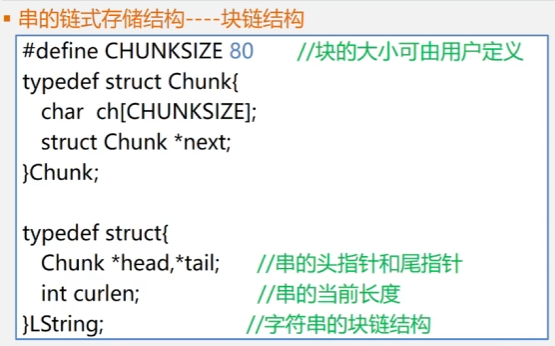 串的链式存储结构----块链结构
#define CHUNKSIZE 80 //块的大小可由用户定义
typedef struct Chunk{
char ch[CHUNKSIZE];
struct Chunk *next;
}Chunk;
typedef struct{
Chunk *head,*tail; //串的头指针和尾指针
int curlen; //串的当前长度
}LString; //字符串的块链结构